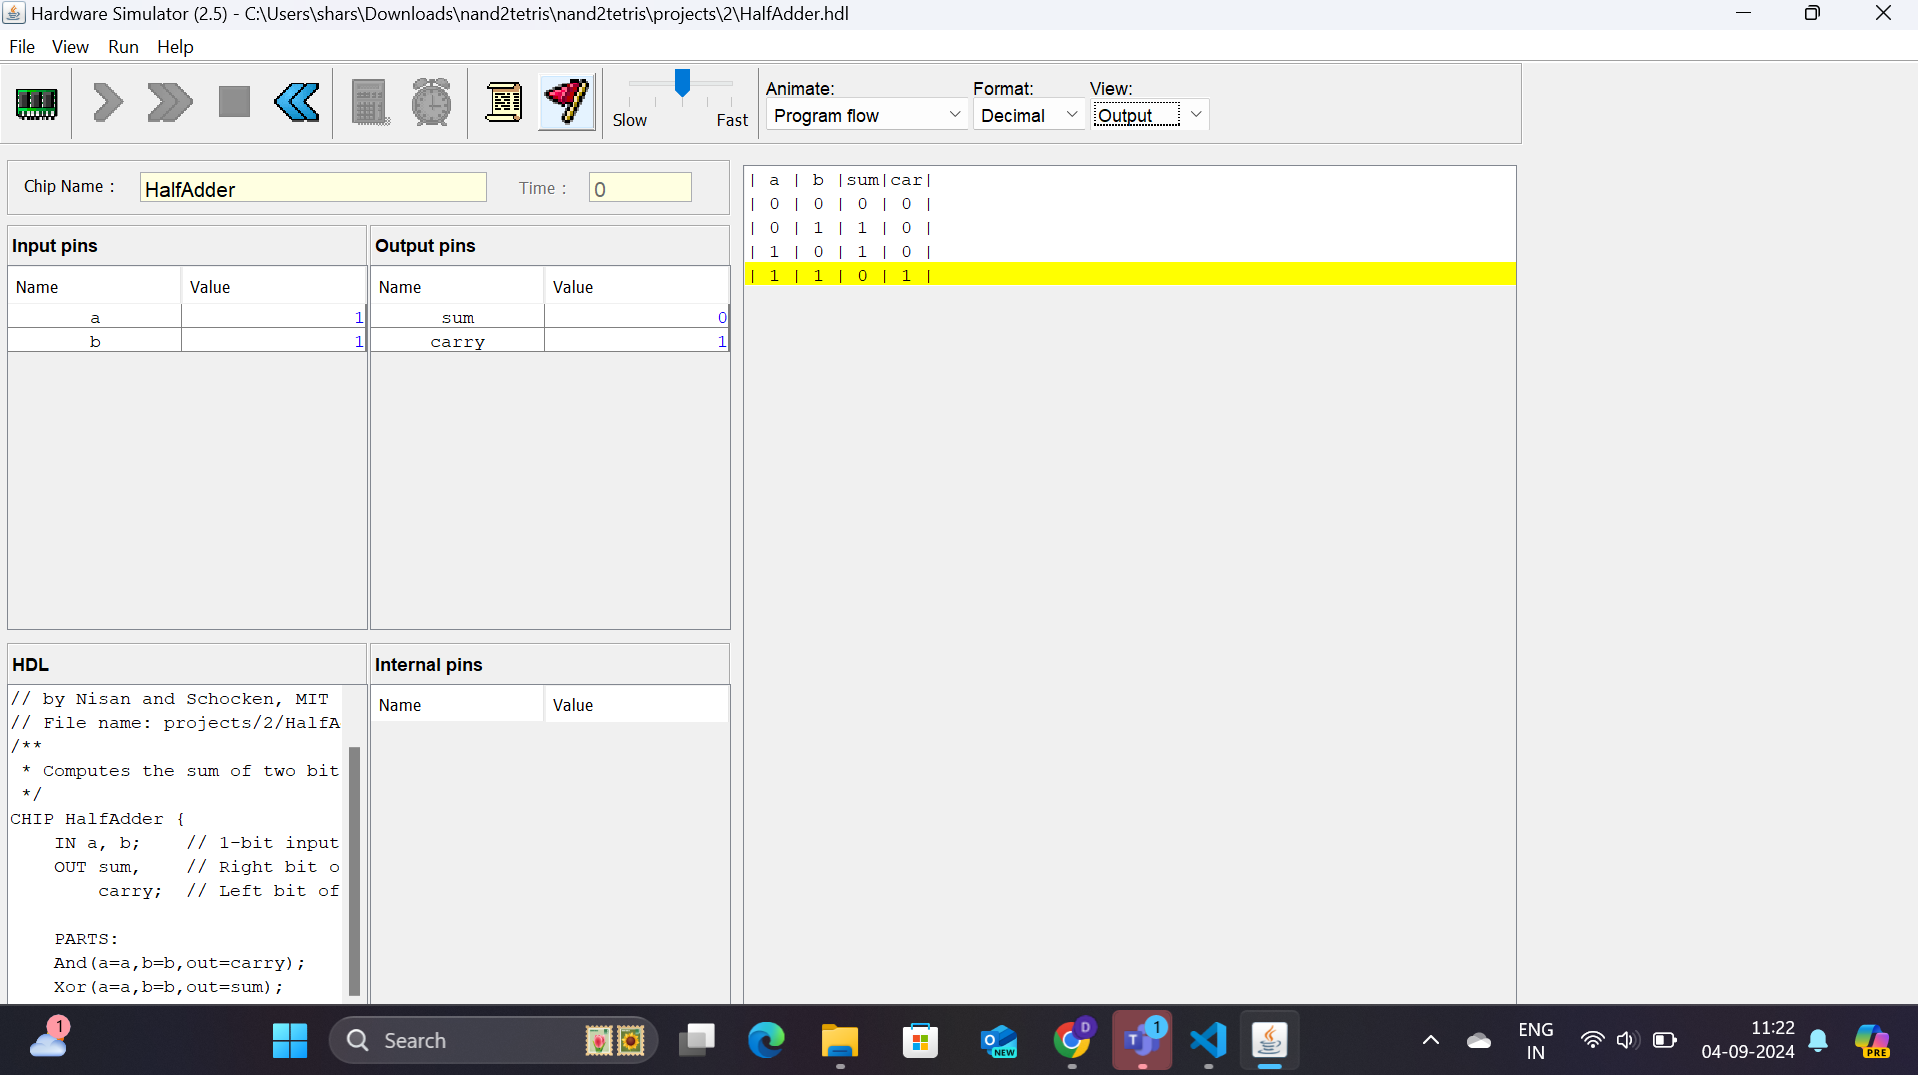 Hardware Simulator (2.5) - C:\Users\shars\Downloads\nand2tetris\nand2tetris\projects\2\HalfAdder.hdl
File View Run Help
Slow Fast
Animate: Format: View:
Program flow Decimal Output
Chip Name : HalfAdder Time : 0
Input pins Output pins
Name Value Name Value
a 1 sum 0
b 1 carry 1
| a | b |sum|car|
| 0 | 0 | 0 | 0 |
| 0 | 1 | 1 | 0 |
| 1 | 0 | 1 | 0 |
| 1 | 1 | 0 | 1 |
HDL
// by Nisan and Schocken, MIT
// File name: projects/2/HalfA
/**
 * Computes the sum of two bit
 */
CHIP HalfAdder {
    IN a, b;    // 1-bit input
    OUT sum,    // Right bit o
        carry;  // Left bit of
    PARTS:
    And(a=a,b=b,out=carry);
    Xor(a=a,b=b,out=sum);
Internal pins
Name Value
1
Search
NEW
D
1
ENG
IN
11:22
04-09-2024
PRE